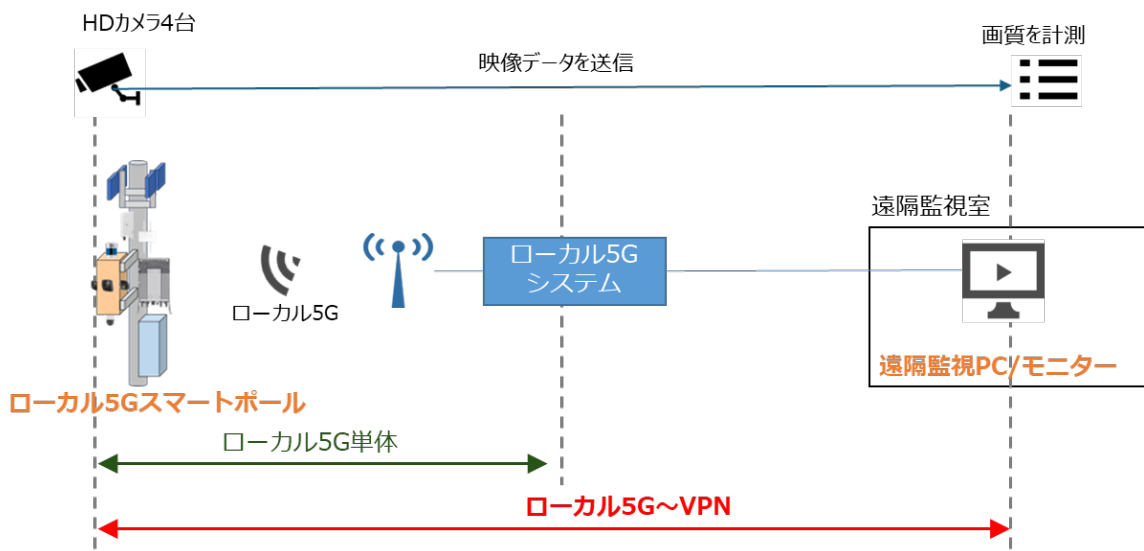 HDカメラ4台
画質を計測
映像データを送信
遠隔監視室
ローカル5G
システム
ローカル5G
遠隔監視PC/モニター
ローカル5Gスマートポール
ローカル5G単体
ローカル5G～VPN